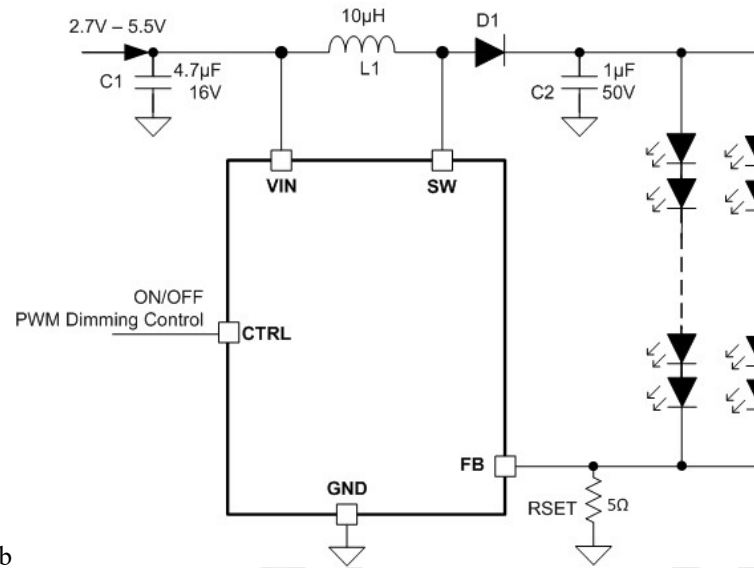 2.7V – 5.5V
10µH
D1
C1
4.7µF
16V
L1
C2
1µF
50V
VIN
SW
ON/OFF
PWM Dimming Control
CTRL
FB
GND
RSET
5Ω
b